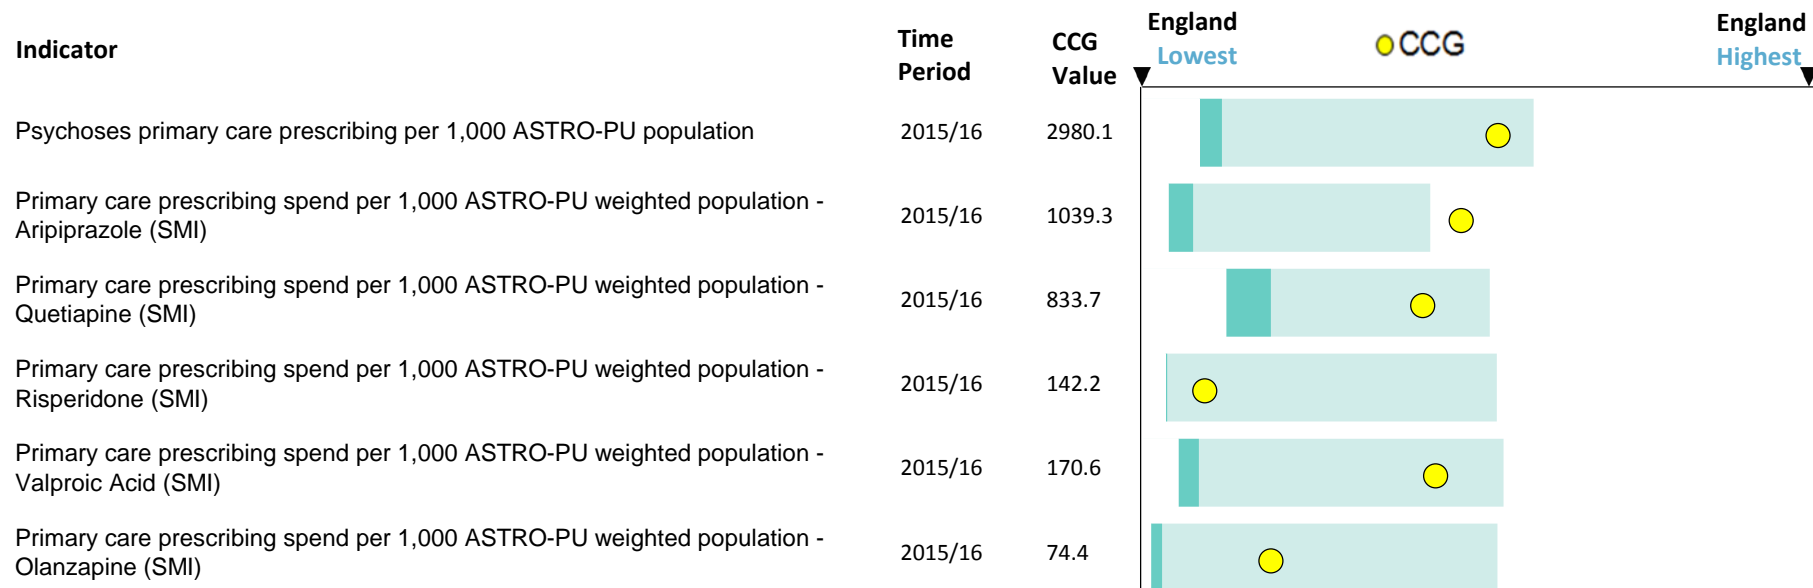 Indicator
Time
Period
CCG
Value
England
Lowest
CCG
England
Highest
Psychoses primary care prescribing per 1,000 ASTRO-PU population 2015/16 2980.1
Primary care prescribing spend per 1,000 ASTRO-PU weighted population -
Aripiprazole (SMI) 2015/16 1039.3
Primary care prescribing spend per 1,000 ASTRO-PU weighted population -
Quetiapine (SMI) 2015/16 833.7
Primary care prescribing spend per 1,000 ASTRO-PU weighted population -
Risperidone (SMI) 2015/16 142.2
Primary care prescribing spend per 1,000 ASTRO-PU weighted population -
Valproic Acid (SMI) 2015/16 170.6
Primary care prescribing spend per 1,000 ASTRO-PU weighted population -
Olanzapine (SMI) 2015/16 74.4